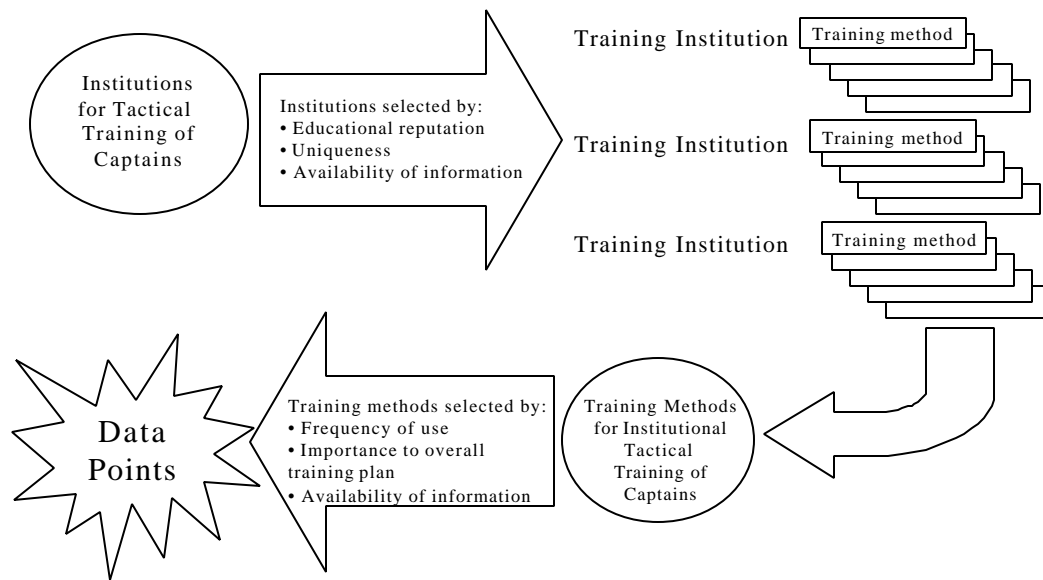 Institutions
for Tactical
Training of
Captains
Institutions selected by:
• Educational reputation
• Uniqueness
• Availability of information
Training Institution
Training method
Training Institution
Training method
Training Institution
Training method
Training Methods
for Institutional
Tactical
Training of
Captains
Training methods selected by:
• Frequency of use
• Importance to overall
training plan
• Availability of information
Data
Points